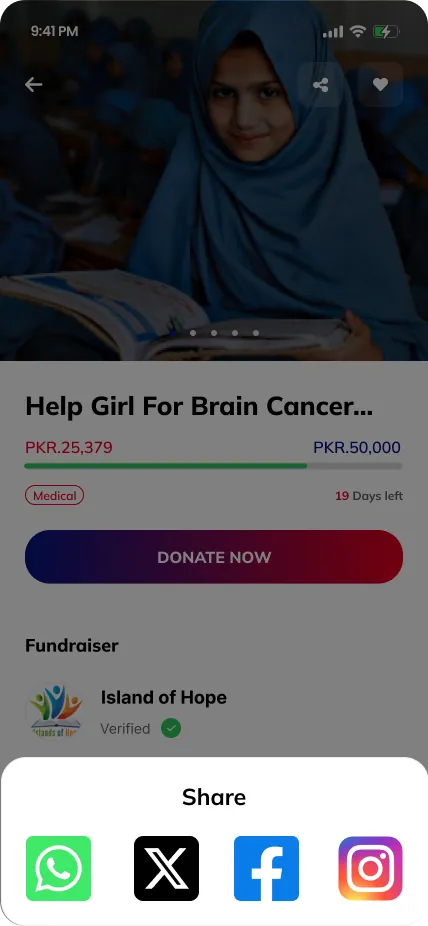 9:41 PM
Help Girl For Brain Cancer...
PKR.25,379 PKR.50,000
Medical 19 Days left
DONATE NOW
Fundraiser
Island of Hope
Verified
Share